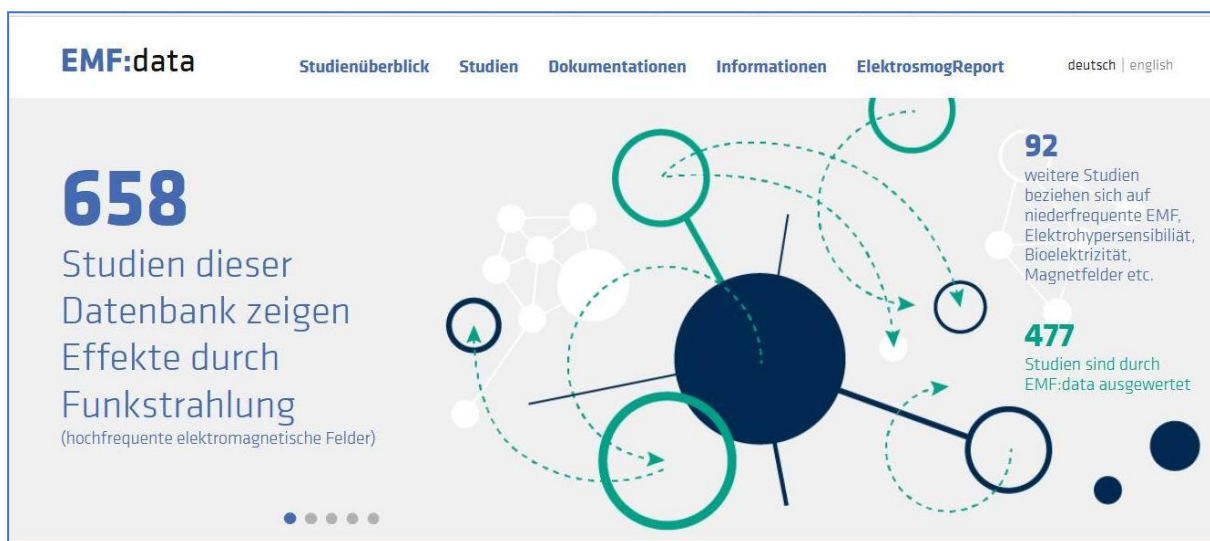 EMF:data
Studienüberblick Studien Dokumentationen Informationen ElektrosmogReport
deutsch | english
658
Studien dieser
Datenbank zeigen
Effekte durch
Funkstrahlung
(hochfrequente elektromagnetische Felder)
92
weitere Studien
beziehen sich auf
niederfrequente EMF,
Elektrohypersensibiliät,
Bioelektrizität,
Magnetfelder etc.
477
Studien sind durch
EMF:data ausgewertet